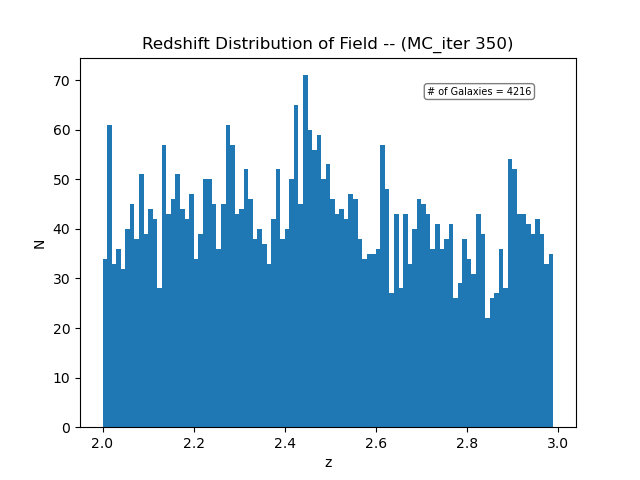 Redshift Distribution of Field -- (MC_iter 350)
# of Galaxies = 4216
70
60
50
40
30
20
10
0
N
2.0 2.2 2.4 2.6 2.8 3.0
z